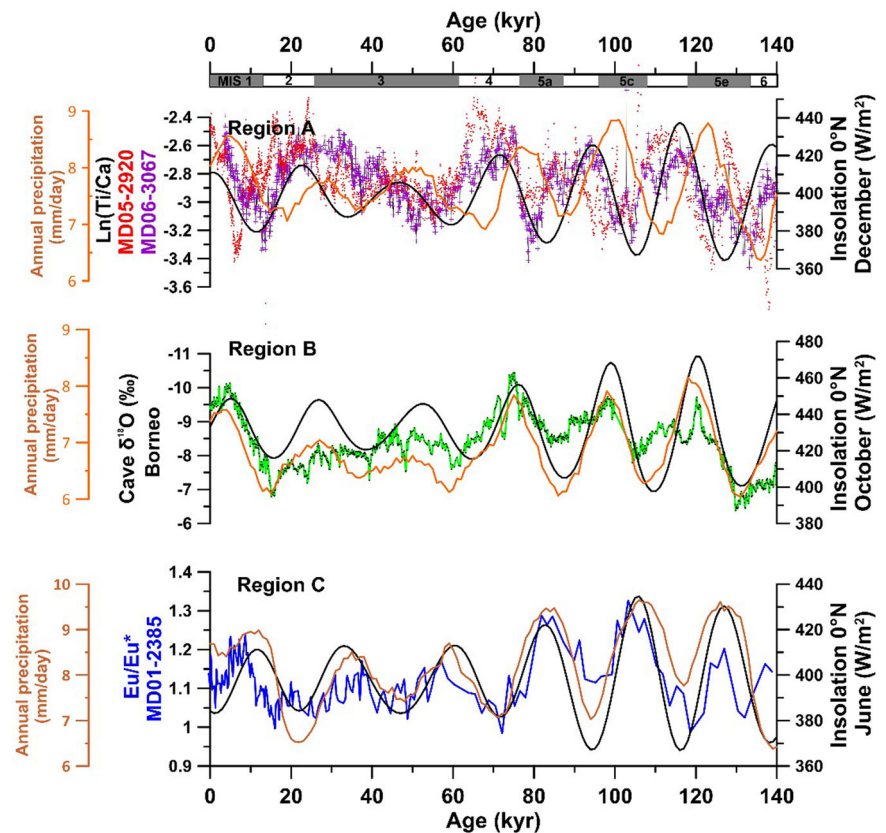 Age (kyr)
0 20 40 60 80 100 120 140
MIS 1 2 3 4 5a 5c 5e 6
Region A
Annual precipitation
(mm/day)
9
8
7
6
Ln(Ti/Ca)
MD05-2920
MD06-3067
-2.4
-2.6
-2.8
-3
-3.2
-3.4
-3.6
440
420
400
380
360
Insolation 0°N
December (W/m²)
Region B
Annual precipitation
(mm/day)
9
8
7
6
Cave δ¹⁸O (‰)
Borneo
-11
-10
-9
-8
-7
-6
480
460
440
420
400
380
Insolation 0°N
October (W/m²)
Region C
Annual precipitation
(mm/day)
10
9
8
7
6
Eu/Eu*
MD01-2385
1.4
1.3
1.2
1.1
1
0.9
440
420
400
380
360
Insolation 0°N
June (W/m²)
0 20 40 60 80 100 120 140
Age (kyr)